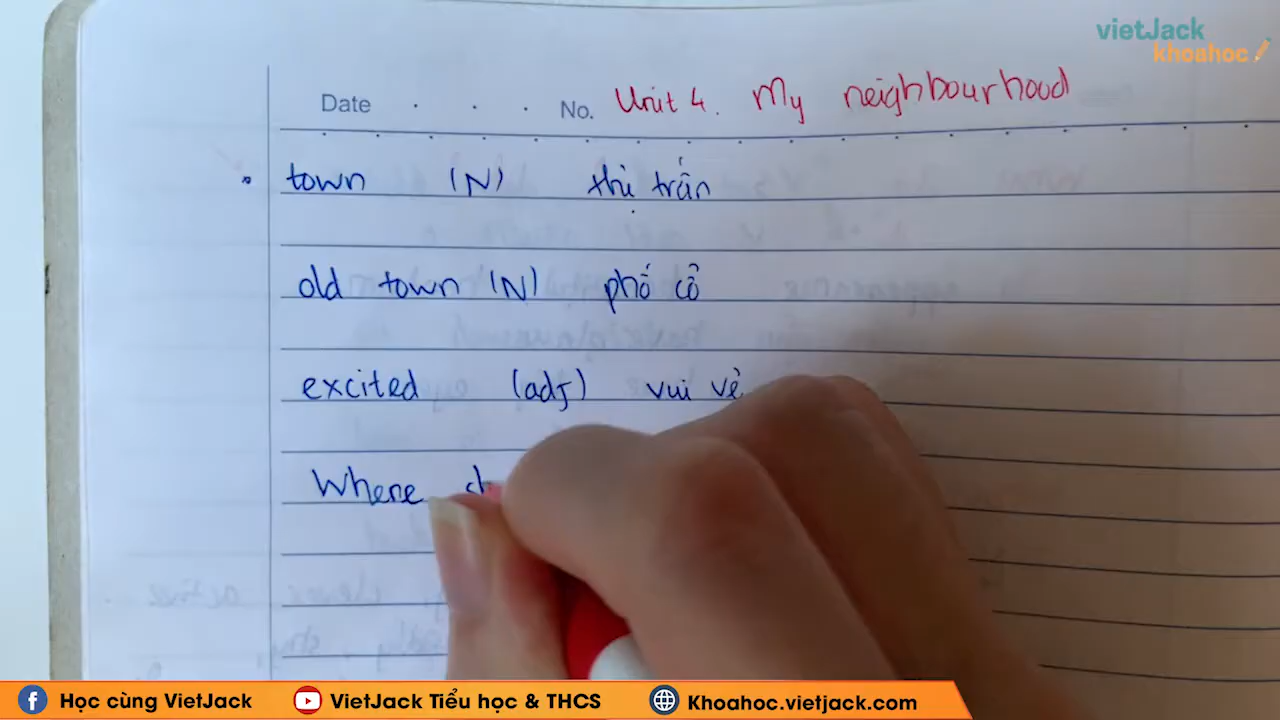 vietJack
khoahoc
Date . . . No. Unit 4. My neighbourhood
• town (N) thị trấn
old town (N) phố cổ
excited (adj) vui vẻ
Where
Học cùng VietJack
VietJack Tiểu học & THCS
Khoahoc.vietjack.com